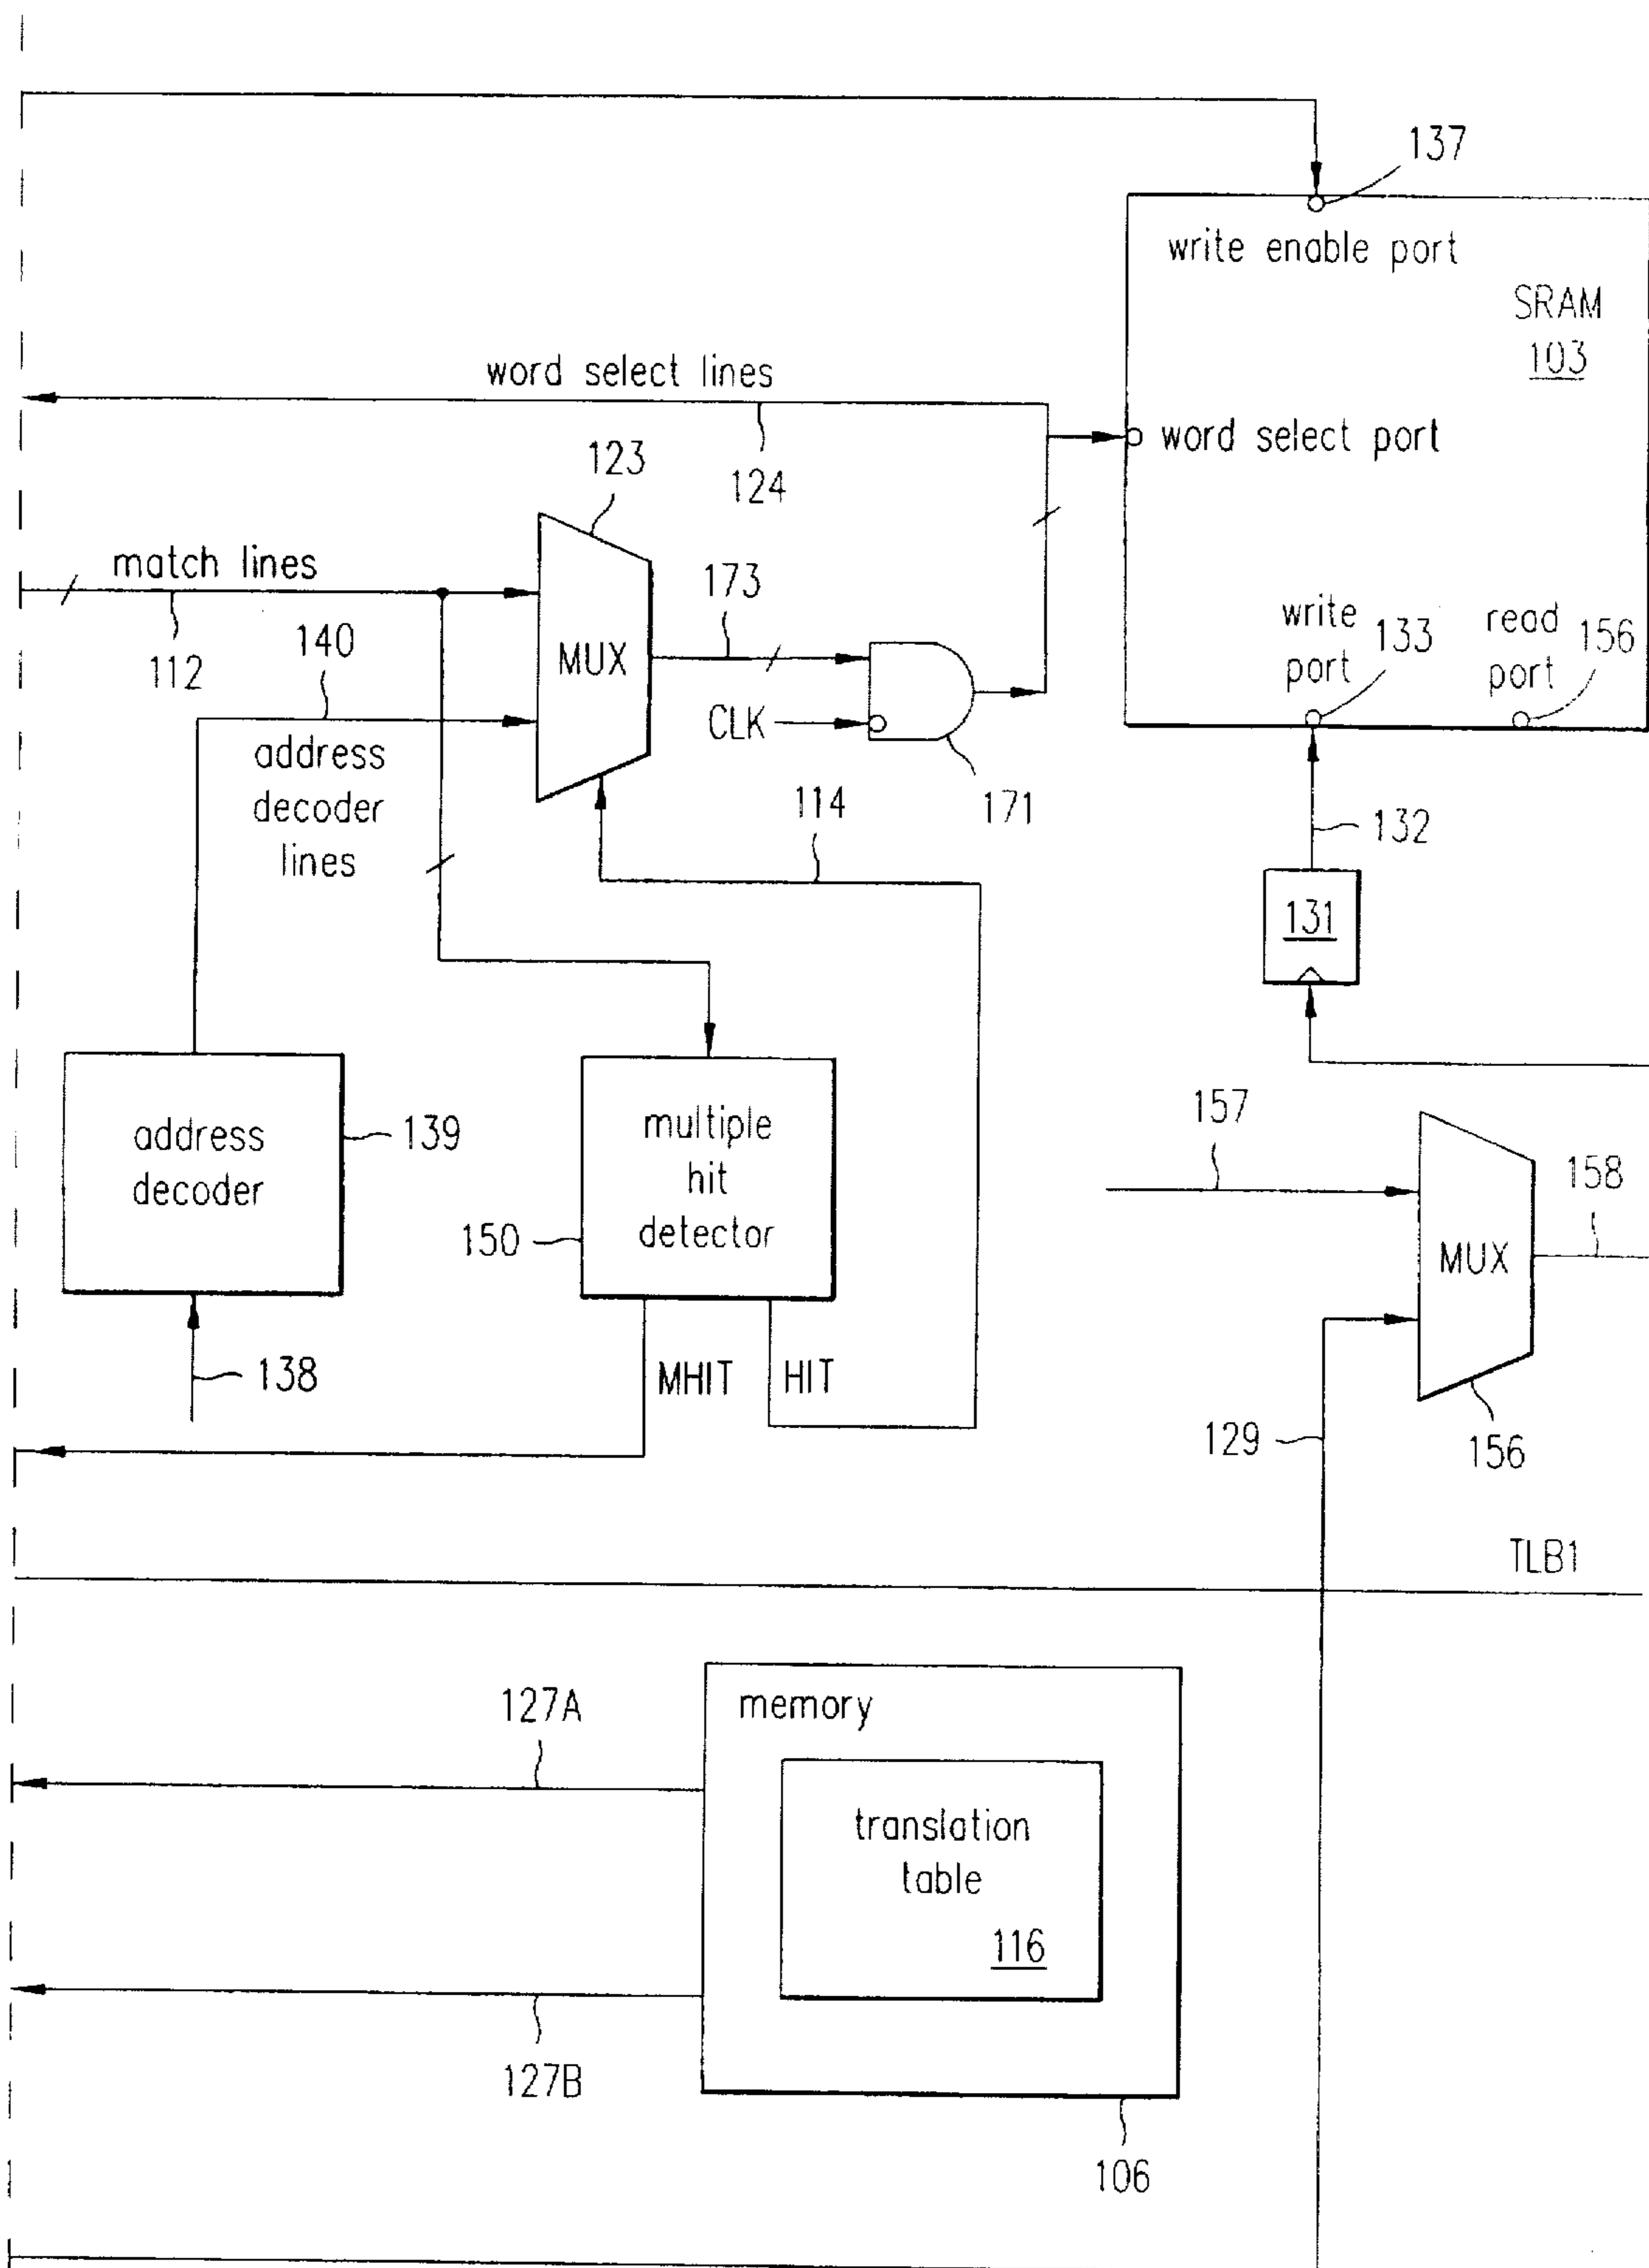 137
write enable port
SRAM
103
word select lines
word select port
123
124
match lines
173
write
port
133
read
port
156
140
112
MUX
CLK
address
decoder
lines
114
171
132
131
157
address
decoder
139
multiple
hit
detector
150
158
MUX
138
MHIT
HIT
129
156
TLB1
127A
memory
translation
table
116
127B
106